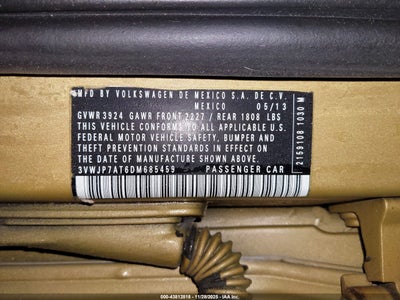 MFD BY VOLKSWAGEN DE MEXICO S.A. DE C.V.
MEXICO 05/13
GVWR 3924 GAWR FRONT 2227 / REAR 1808 LBS
THIS VEHICLE CONFORMS TO ALL APPLICABLE U.S.
FEDERAL MOTOR VEHICLE SAFETY, BUMPER AND
THEFT PREVENTION STANDARDS IN EFFECT ON THE
DATE OF MANUFACTURE SHOWN ABOVE
3VWJP7AT6DM685459 PASSENGER CAR
2159108 1030 M
000-43812818 - 11/28/2025 - IAA Inc.